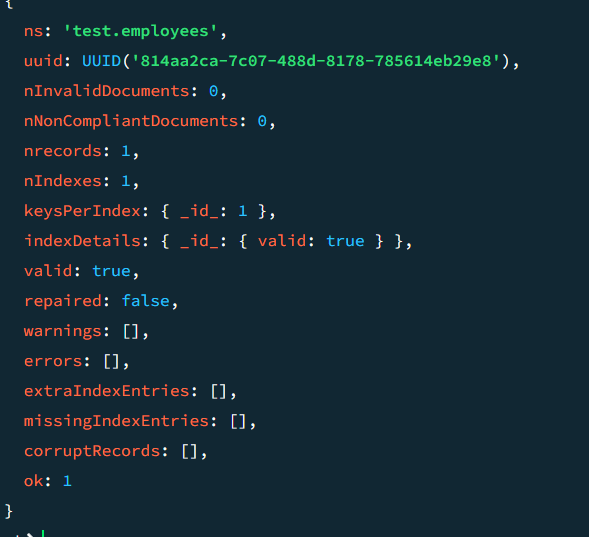 {
ns: 'test.employees',
uuid: UUID('814aa2ca-7c07-488d-8178-785614eb29e8'),
nInvalidDocuments: 0,
nNonCompliantDocuments: 0,
nrecords: 1,
nIndexes: 1,
keysPerIndex: { _id_: 1 },
indexDetails: { _id_: { valid: true } },
valid: true,
repaired: false,
warnings: [],
errors: [],
extraIndexEntries: [],
missingIndexEntries: [],
corruptRecords: [],
ok: 1
}